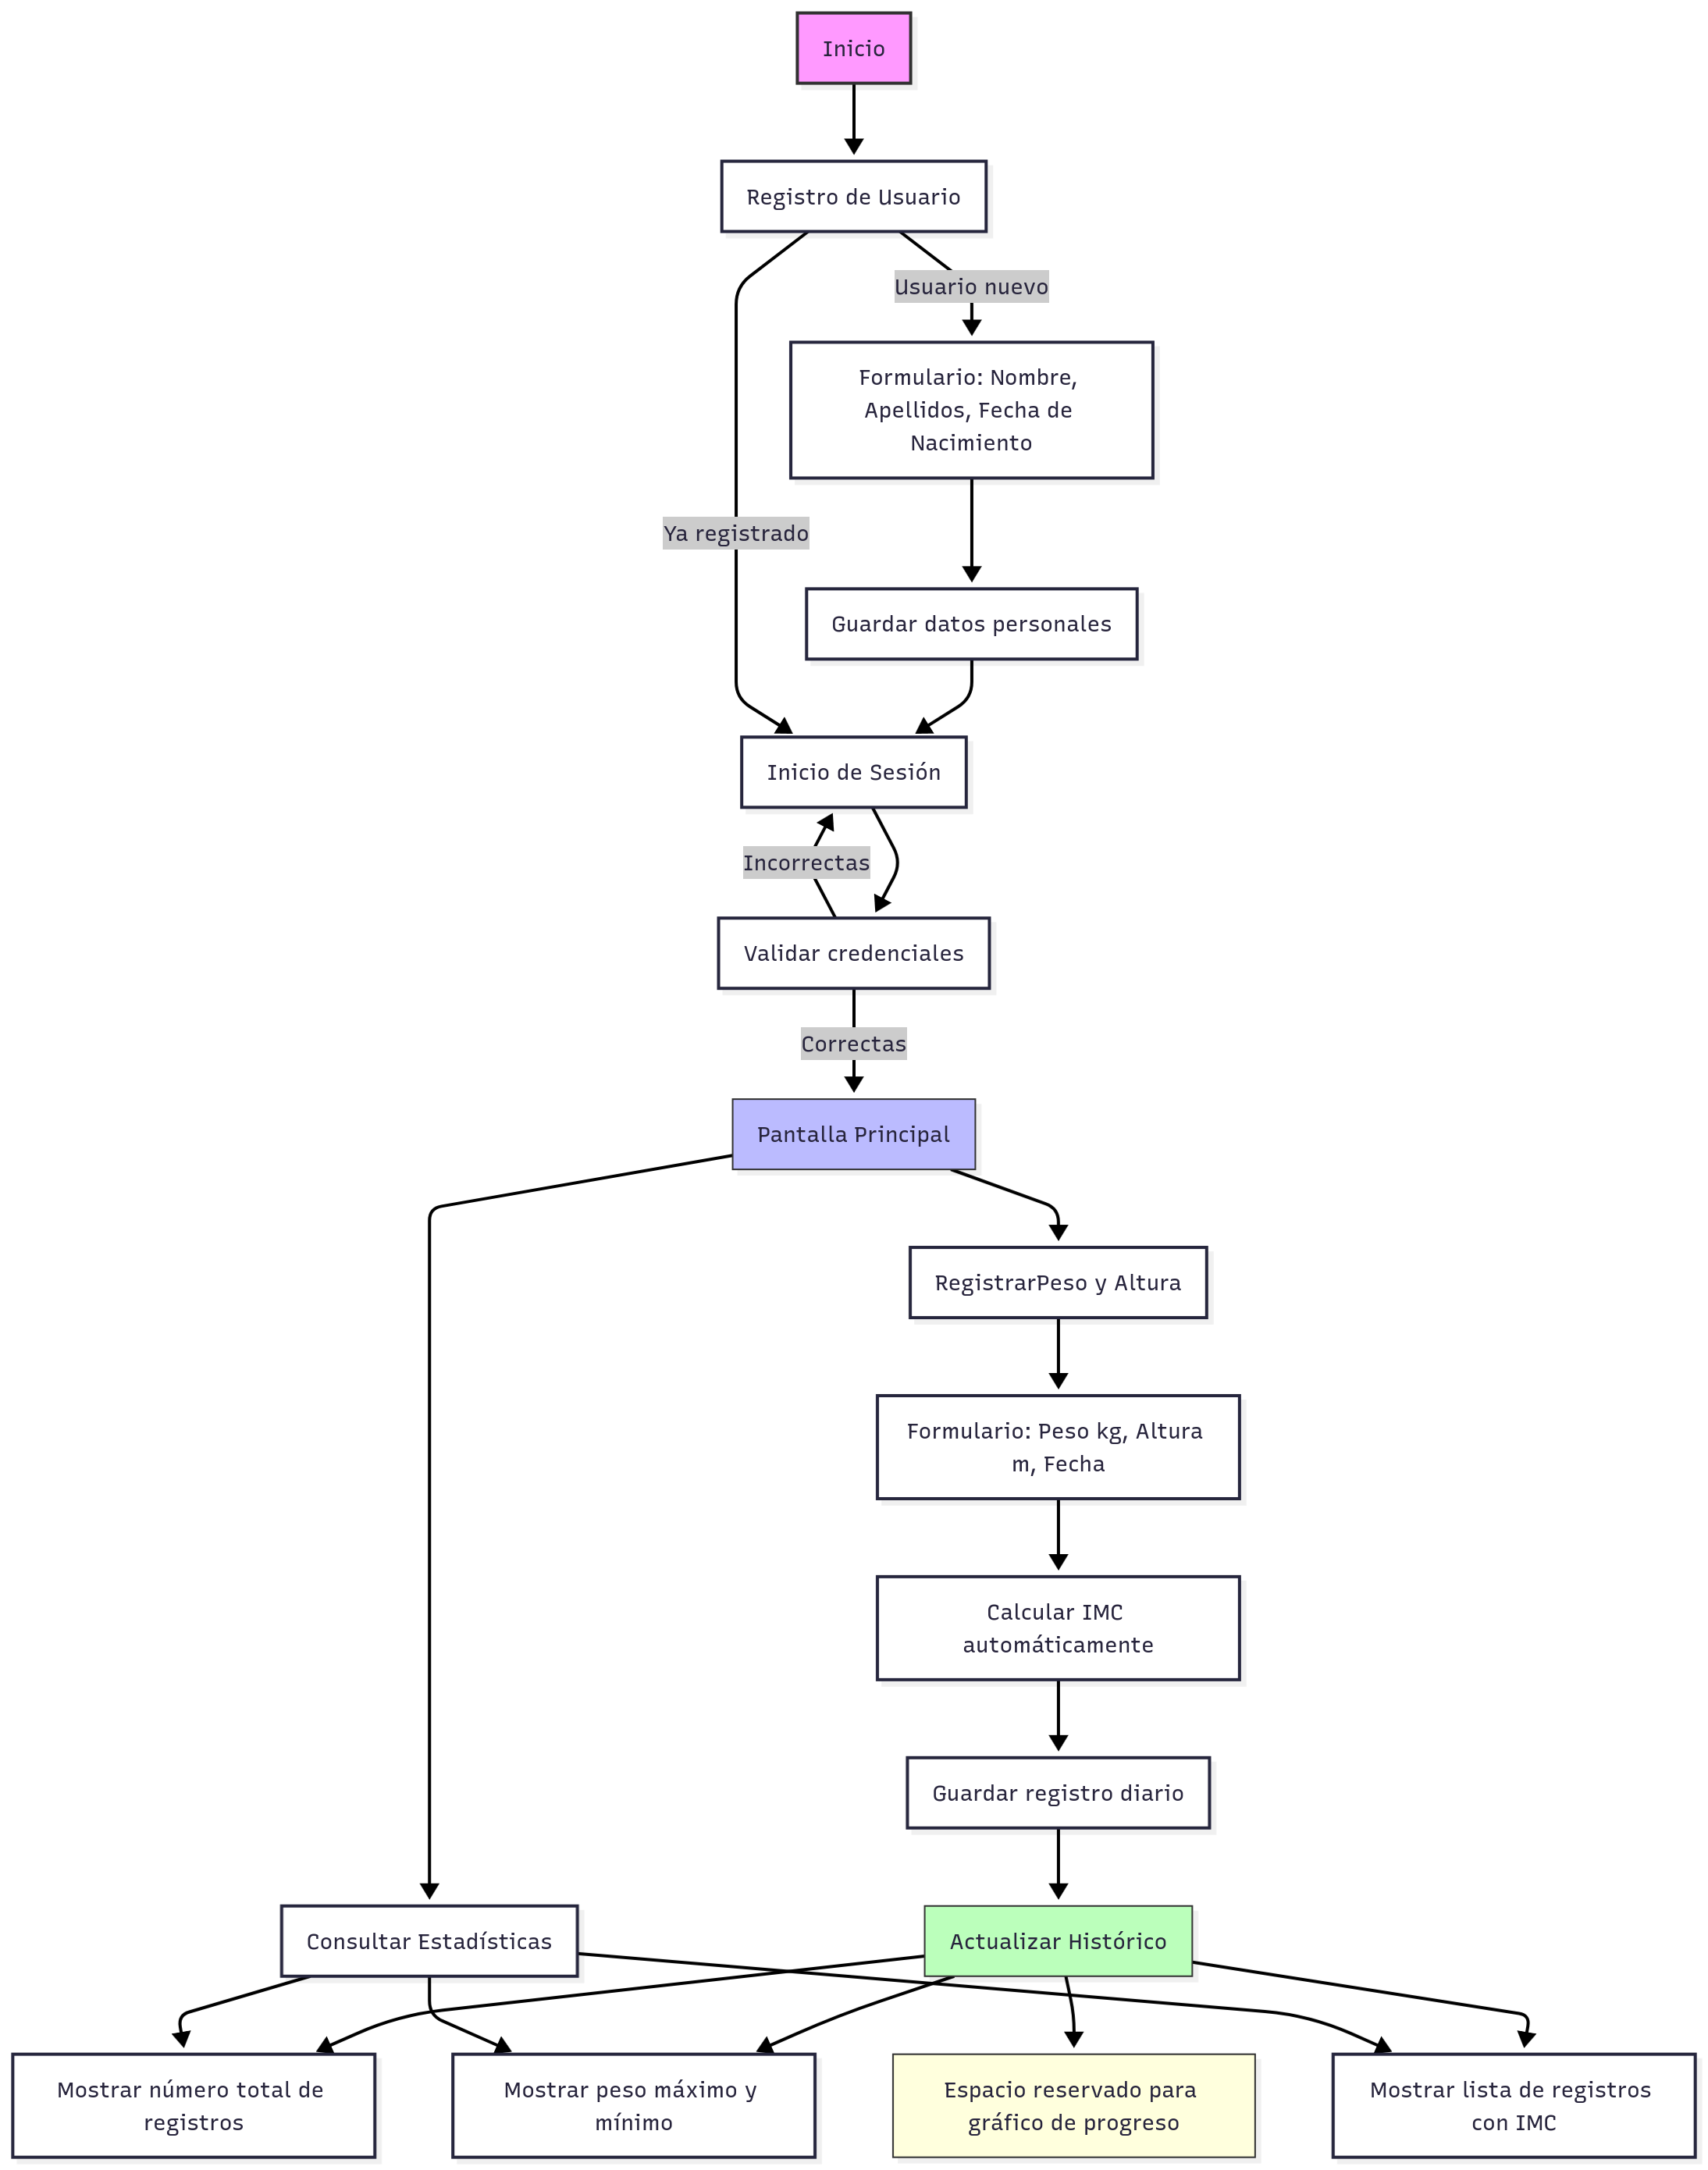 Inicio
Registro de Usuario
Usuario nuevo
Formulario: Nombre,
Apellidos, Fecha de
Nacimiento
Ya registrado
Guardar datos personales
Inicio de Sesión
Incorrectas
Validar credenciales
Correctas
Pantalla Principal
RegistrarPeso y Altura
Formulario: Peso kg, Altura
m, Fecha
Calcular IMC
automáticamente
Guardar registro diario
Consultar Estadísticas
Actualizar Histórico
Mostrar número total de
registros
Mostrar peso máximo y
mínimo
Espacio reservado para
gráfico de progreso
Mostrar lista de registros
con IMC